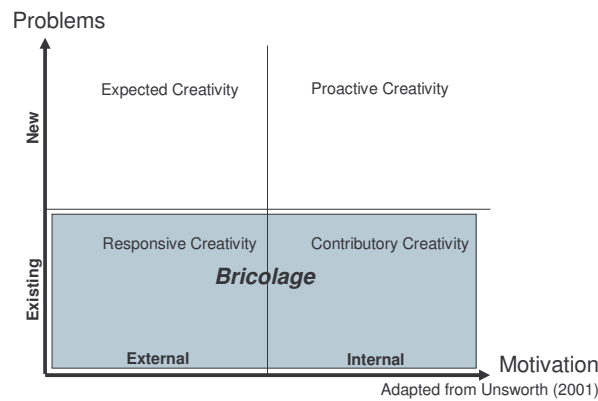 Problems
Expected Creativity
Proactive Creativity
New
Responsive Creativity
Contributory Creativity
Bricolage
Existing
External
Internal
Motivation
Adapted from Unsworth (2001)